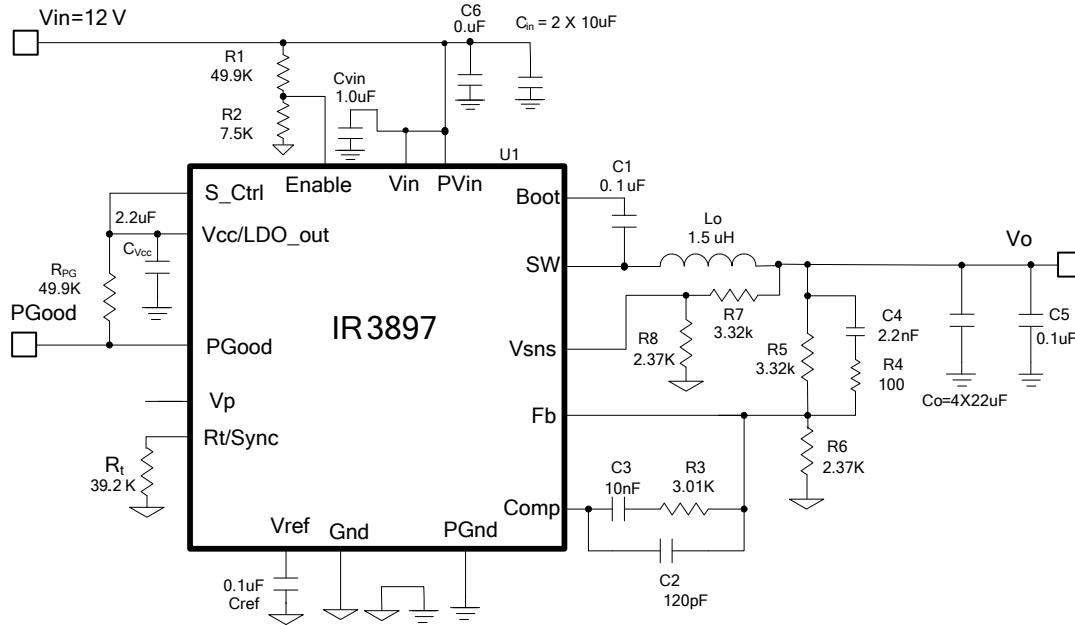 Vin=12 V
C6
0.uF
Cin = 2 X 10uF
R1
49.9K
Cvin
1.0uF
R2
7.5K
U1
S_Ctrl
Enable
Vin
PVin
Boot
C1
0.1uF
2.2uF
Vcc/LDO_out
CVcc
Lo
1.5 uH
Vo
SW
RPG
49.9K
PGood
IR3897
R7
3.32k
R8
2.37K
C4
2.2nF
C5
0.1uF
PGood
Vsns
R5
3.32k
R4
100
Co=4X22uF
Vp
Fb
Rt/Sync
Rt
39.2 K
R6
2.37K
C3
10nF
R3
3.01K
Comp
Vref
Gnd
PGnd
C2
120pF
0.1uF
Cref